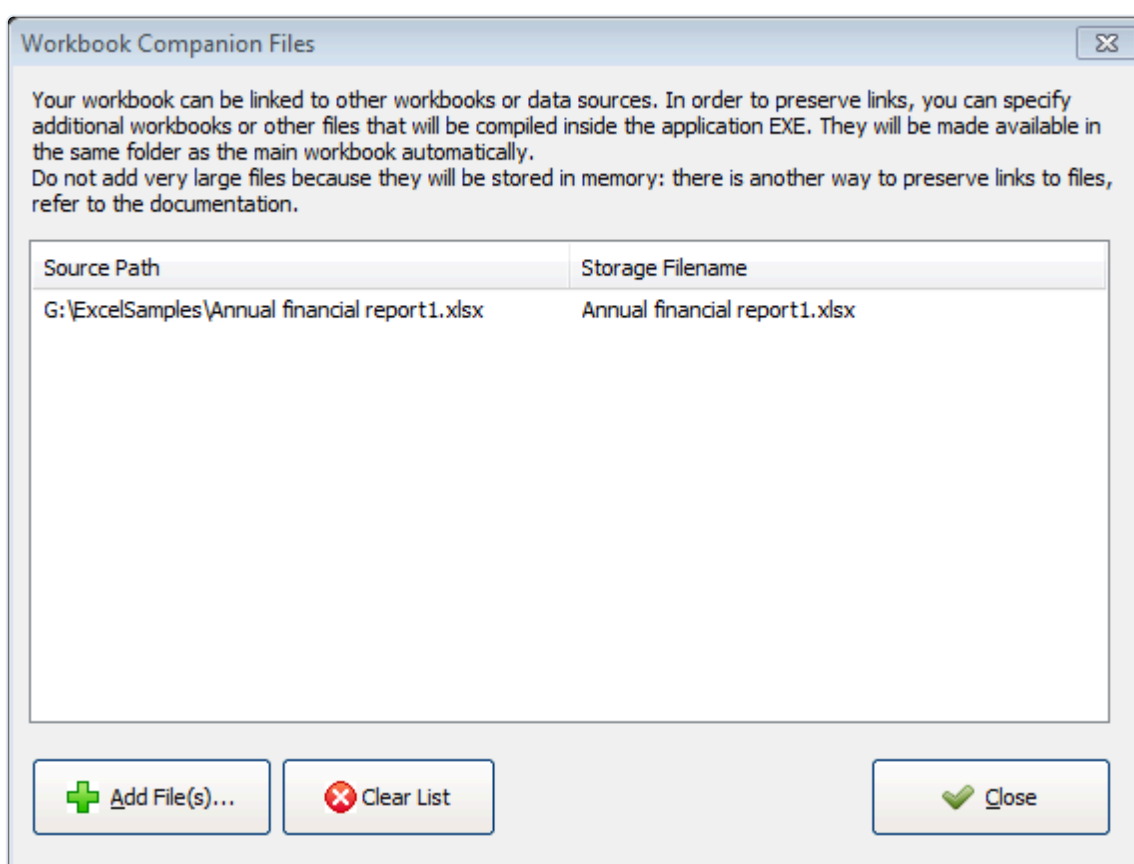 Workbook Companion Files
Your workbook can be linked to other workbooks or data sources. In order to preserve links, you can specify
additional workbooks or other files that will be compiled inside the application EXE. They will be made available in
the same folder as the main workbook automatically.
Do not add very large files because they will be stored in memory: there is another way to preserve links to files,
refer to the documentation.
Source Path Storage Filename
G:\ExcelSamples\Annual financial report1.xlsx Annual financial report1.xlsx
Add File(s)... Clear List Close